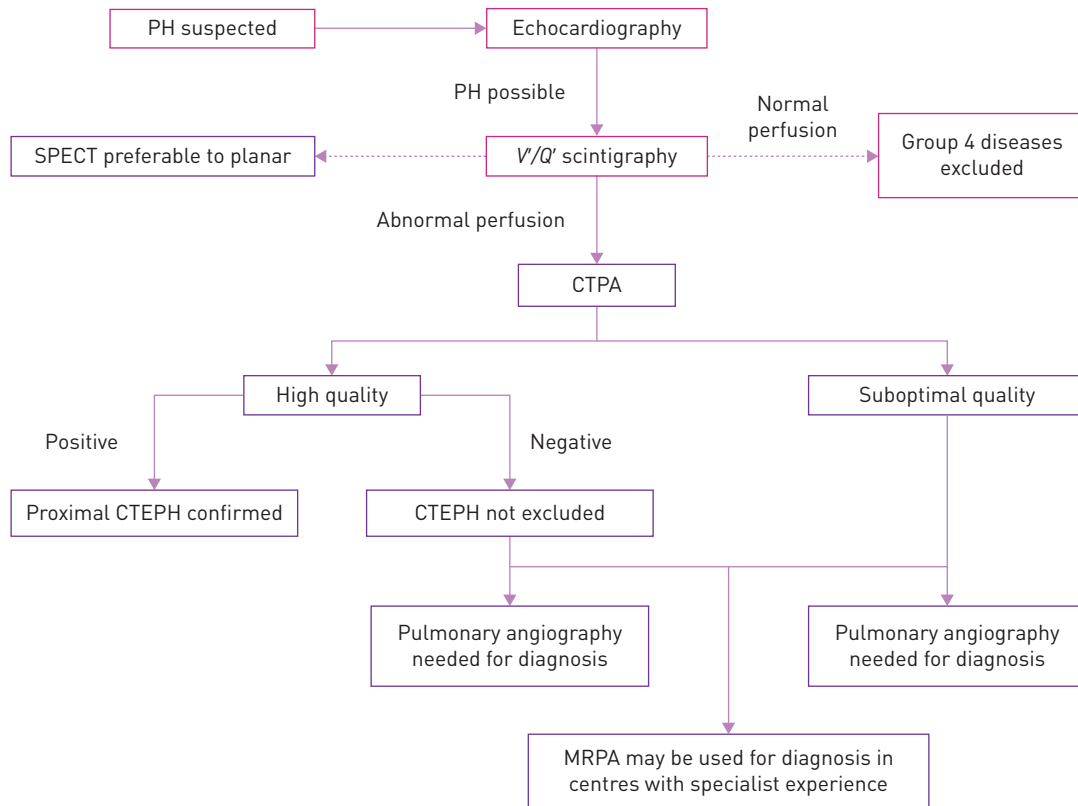 PH suspected
Echocardiography
PH possible
Normal
perfusion
SPECT preferable to planar
V′/Q′ scintigraphy
Group 4 diseases
excluded
Abnormal perfusion
CTPA
High quality
Suboptimal quality
Positive
Negative
Proximal CTEPH confirmed
CTEPH not excluded
Pulmonary angiography
needed for diagnosis
Pulmonary angiography
needed for diagnosis
MRPA may be used for diagnosis in
centres with specialist experience